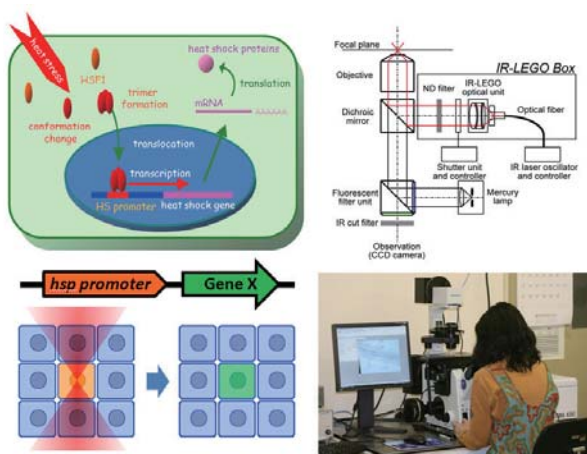 heat stress
HSF1
heat shock proteins
trimer
formation
translation
mRNA
conformation
change
translocation
transcription
HS promoter
heat shock gene
Focal plane
IR-LEGO Box
Objective
ND filter
IR-LEGO
optical unit
Optical fiber
Dichroic
mirror
Shutter unit
and controller
IR laser oscillator
and controller
Fluorescent
filter unit
Mercury
lamp
IR cut filter
Observation
(CCD camera)
hsp promoter
Gene X